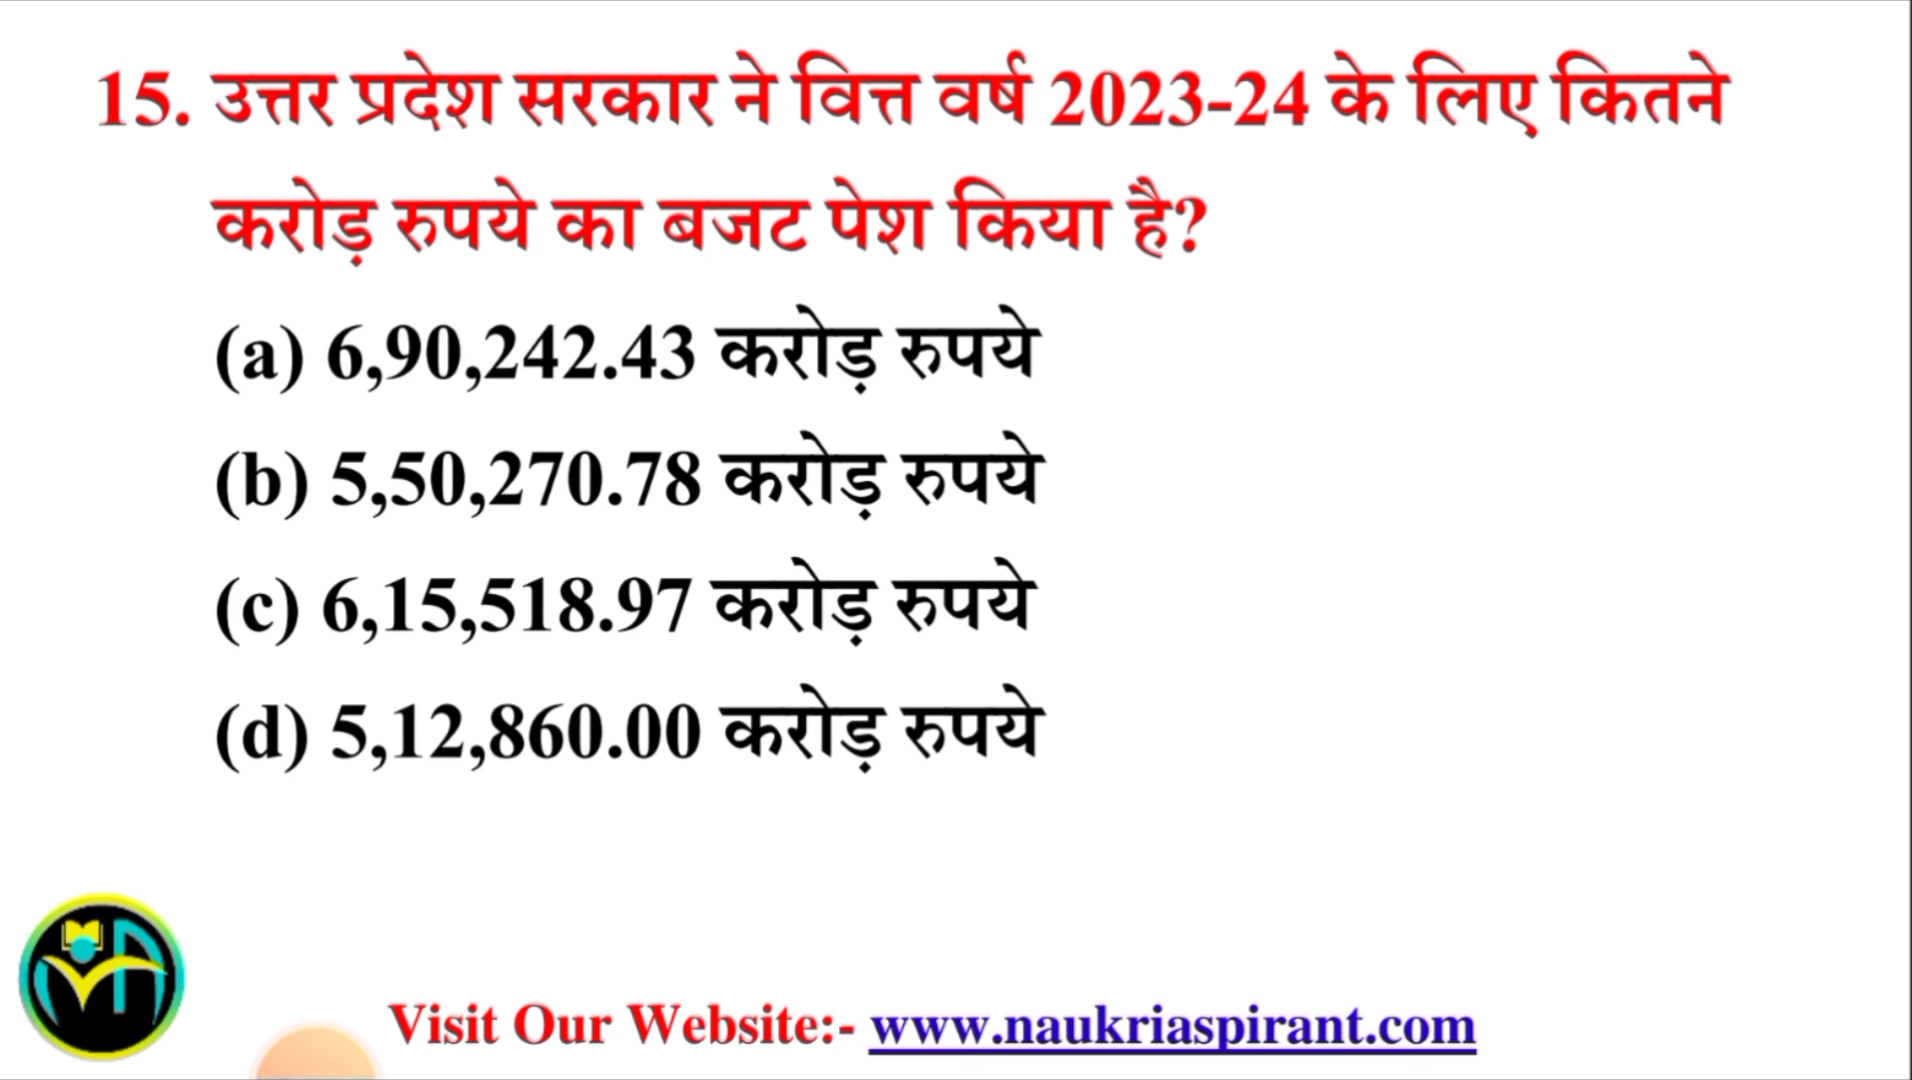 15. उत्तर प्रदेश सरकार ने वित्त वर्ष 2023-24 के लिए कितने
करोड़ रुपये का बजट पेश किया है?
(a) 6,90,242.43 करोड़ रुपये
(b) 5,50,270.78 करोड़ रुपये
(c) 6,15,518.97 करोड़ रुपये
(d) 5,12,860.00 करोड़ रुपये
Visit Our Website:- www.naukriaspirant.com